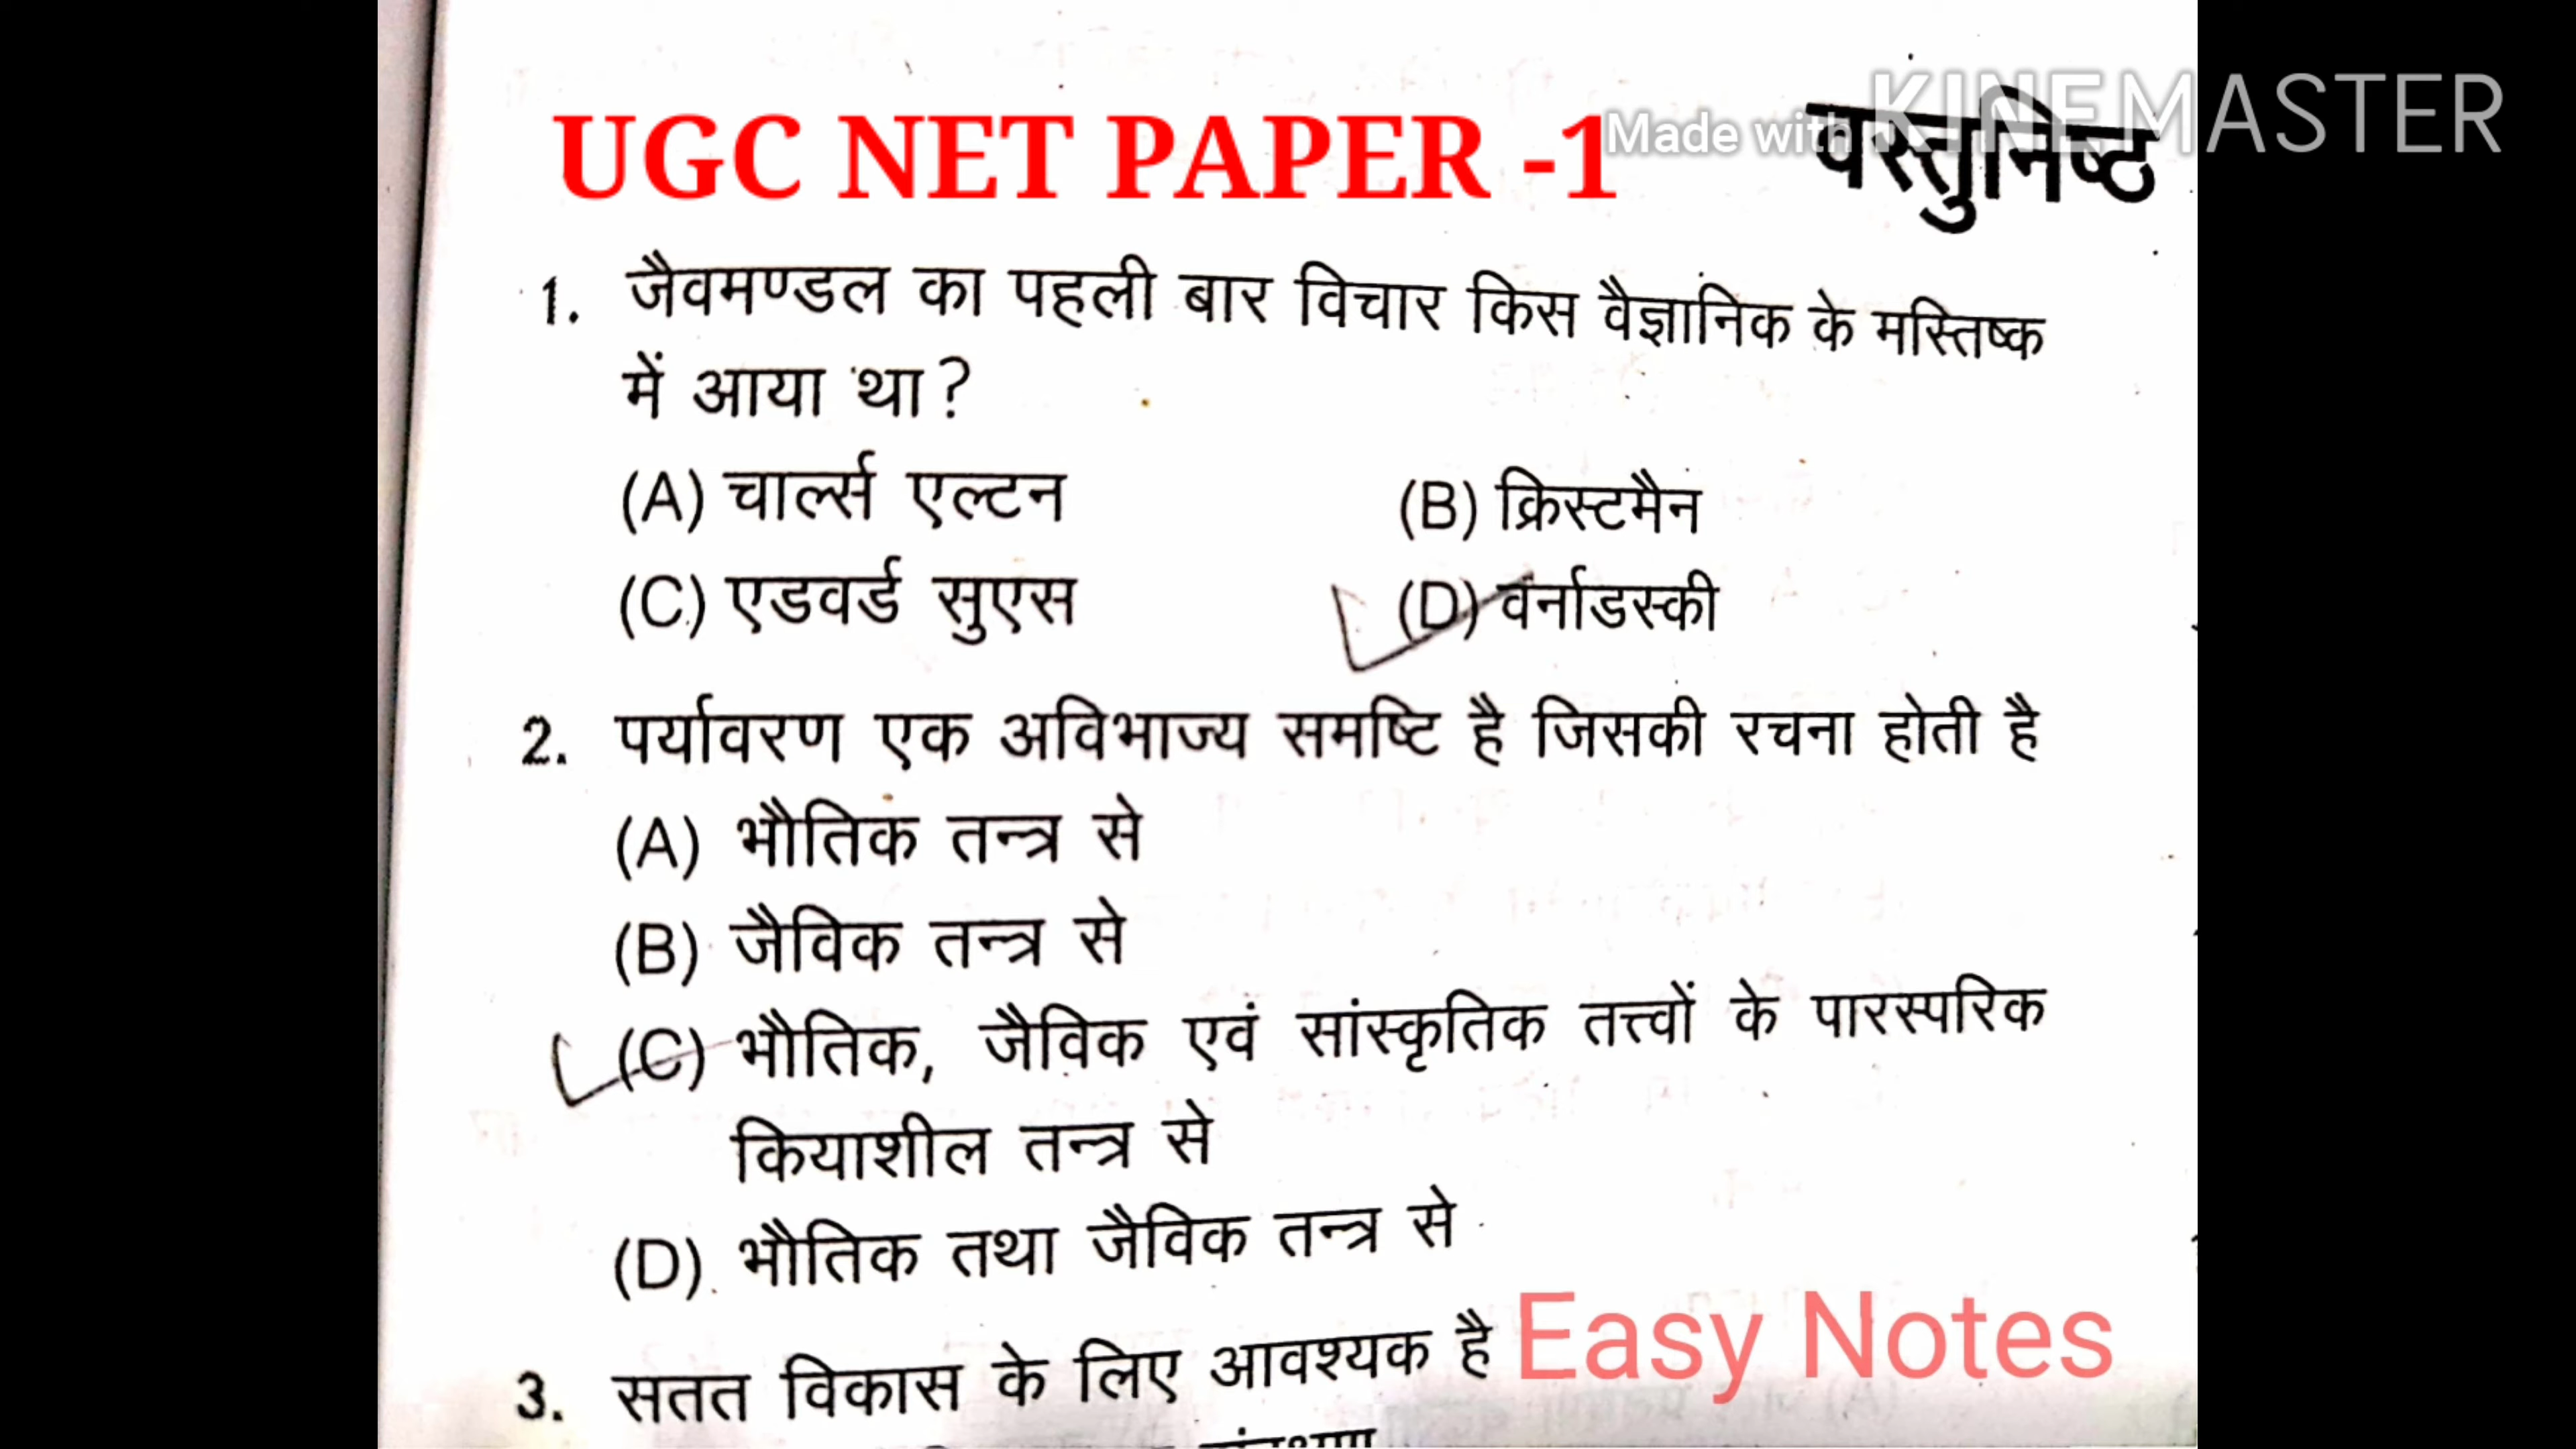 Made with KINEMASTER
UGC NET PAPER -1
वस्तुनिष्ठ
1. जैवमण्डल का पहली बार विचार किस वैज्ञानिक के मस्तिष्क
में आया था?
(A) चार्ल्स एल्टन (B) क्रिस्टमैन
(C) एडवर्ड सुएस (D) वर्नाडस्की
2. पर्यावरण एक अविभाज्य समष्टि है जिसकी रचना होती है
(A) भौतिक तन्त्र से
(B) जैविक तन्त्र से
(C) भौतिक, जैविक एवं सांस्कृतिक तत्त्वों के पारस्परिक
कियाशील तन्त्र से
(D) भौतिक तथा जैविक तन्त्र से
3. सतत विकास के लिए आवश्यक है
Easy Notes